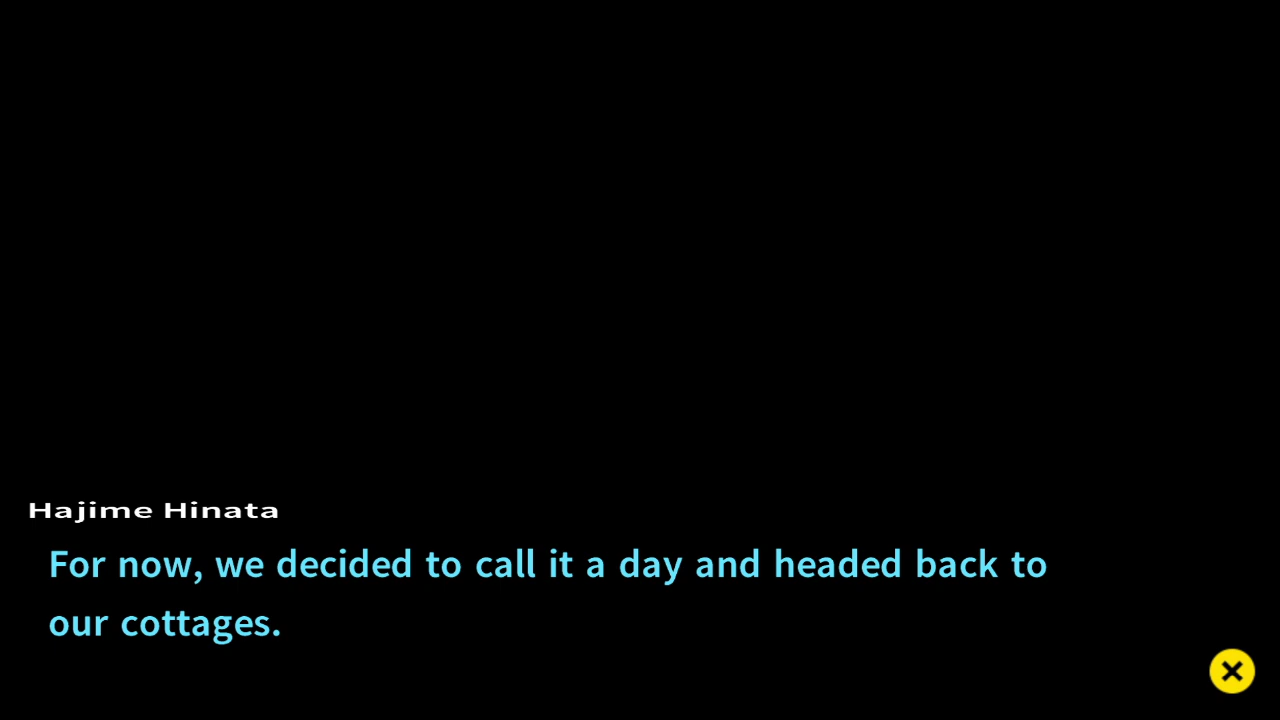 Hajime Hinata
For now, we decided to call it a day and headed back to
our cottages.